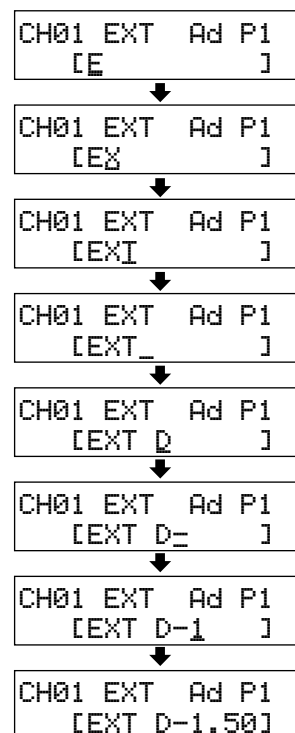 CH01 EXT Ad P1
[E ]
CH01 EXT Ad P1
[EX ]
CH01 EXT Ad P1
[EXT ]
CH01 EXT Ad P1
[EXT_ ]
CH01 EXT Ad P1
[EXT D ]
CH01 EXT Ad P1
[EXT D- ]
CH01 EXT Ad P1
[EXT D-1 ]
CH01 EXT Ad P1
[EXT D-1.50]